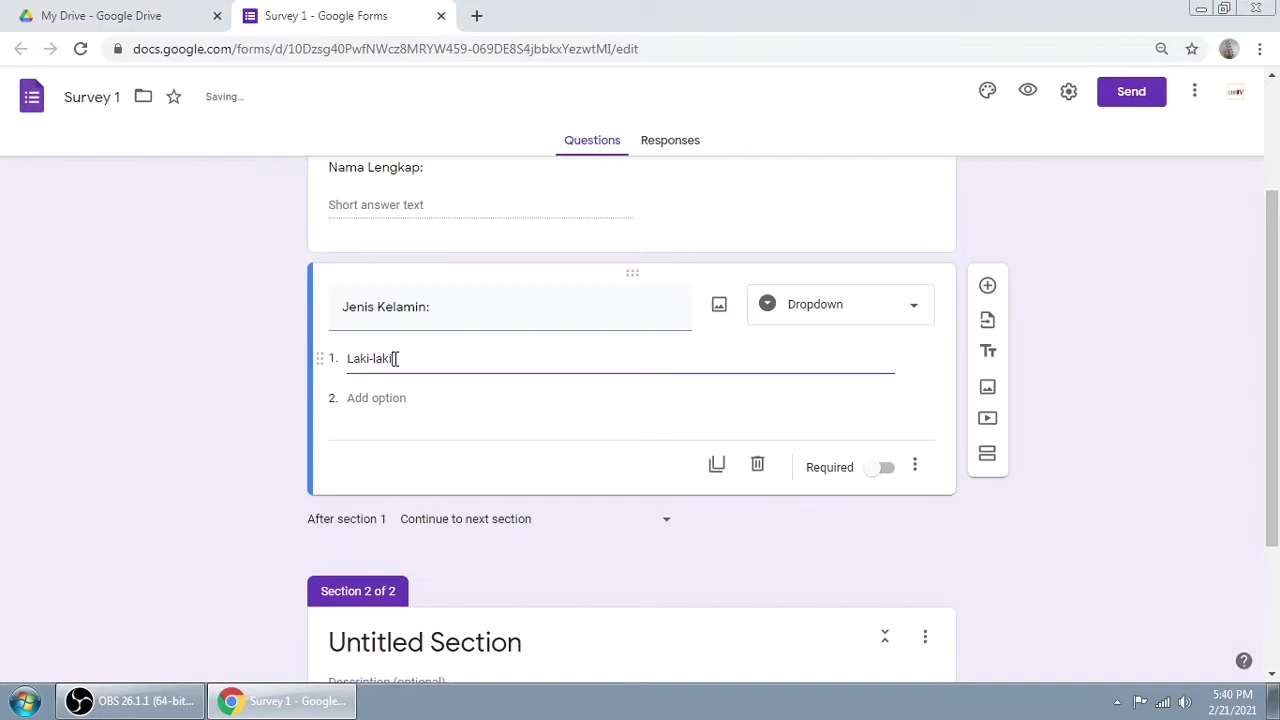 My Drive - Google Drive
Survey 1 - Google Forms
docs.google.com/forms/d/10Dzsg40PwfNWcz8MRYW459-069DE8S4jbbkxYezwtMI/edit
Survey 1
Saving...
Send
Questions
Responses
Nama Lengkap:
Short answer text
Jenis Kelamin:
Dropdown
1. Laki-laki
2. Add option
Required
After section 1 Continue to next section
Section 2 of 2
Untitled Section
Description (optional)
OBS 26.1.1 (64-bit...
Survey 1 - Google...
5:40 PM
2/21/2021